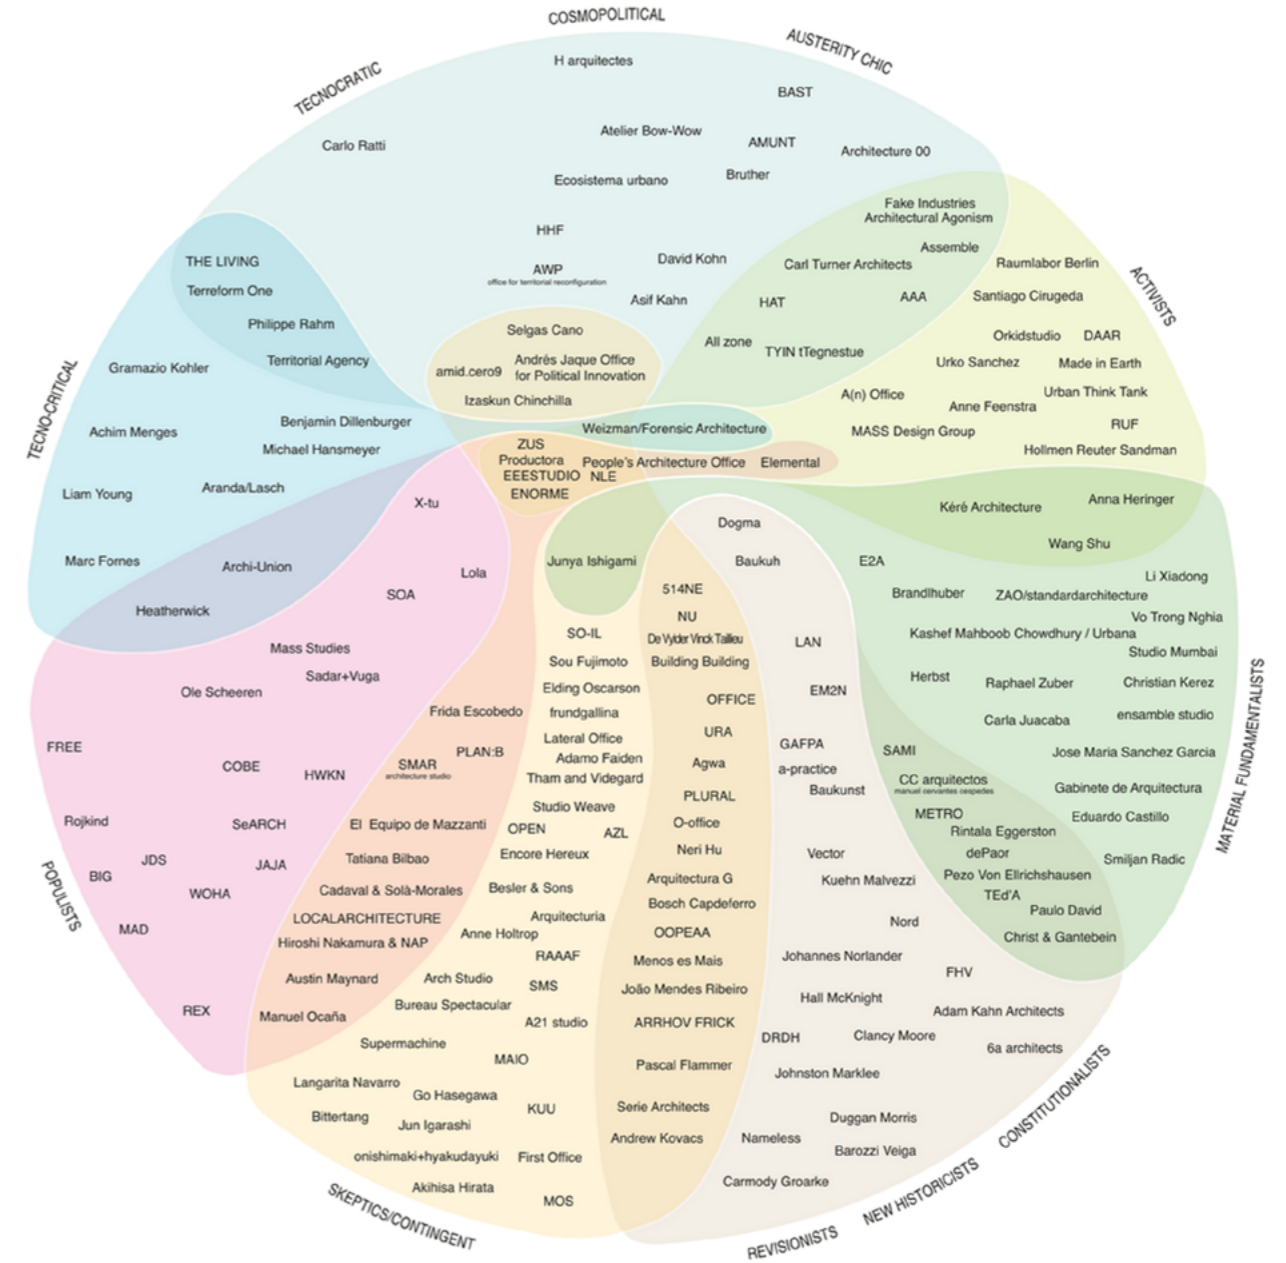 COSMOPOLITICAL
AUSTERITY CHIC
TECNOCRATIC
H arquitectes
BAST
Carlo Ratti
Atelier Bow-Wow
AMUNT
Architecture 00
Ecosistema urbano
Bruther
HHF
AWP
office for territorial reconfiguration
David Kohn
Asif Kahn
Fake Industries
Architectural Agonism
Assemble
Carl Turner Architects
HAT
AAA
All zone
TYIN tTegnestue
ACTIVISTS
Raumlabor Berlin
Santiago Cirugeda
Orkidstudio
DAAR
Urko Sanchez
Made in Earth
A(n) Office
Urban Think Tank
Anne Feenstra
RUF
MASS Design Group
Hollmen Reuter Sandman
THE LIVING
Terreform One
Philippe Rahm
Territorial Agency
TECNO-CRITICAL
Gramazio Kohler
Achim Menges
Benjamin Dillenburger
Michael Hansmeyer
Liam Young
Aranda/Lasch
Marc Fornes
Archi-Union
Heatherwick
Selgas Cano
Andrés Jaque Office
for Political Innovation
amid.cero9
Izaskun Chinchilla
Weizman/Forensic Architecture
ZUS
Productora
People's Architecture Office
Elemental
EEESTUDIO
NLE
ENORME
X-tu
Lola
SOA
Mass Studies
Sadar+Vuga
Ole Scheeren
FREE
COBE
HWKN
Rojkind
SeARCH
JDS
JAJA
BIG
WOHA
MAD
REX
POPULISTS
Frida Escobedo
PLAN:B
SMAR
architecture studio
El Equipo de Mazzanti
Tatiana Bilbao
Cadaval & Solà-Morales
LOCALARCHITECTURE
Hiroshi Nakamura & NAP
Austin Maynard
Manuel Ocaña
Junya Ishigami
SO-IL
Sou Fujimoto
Elding Oscarson
frundgallina
Lateral Office
Adamo Faiden
Tham and Videgard
Studio Weave
OPEN
AZL
Encore Hereux
Besler & Sons
Arquitecturia
Anne Holtrop
RAAAF
Arch Studio
SMS
Bureau Spectacular
A21 studio
Supermachine
MAIO
Langarita Navarro
Go Hasegawa
KUU
Bittertang
Jun Igarashi
onishimaki+hyakudayuki
First Office
Akihisa Hirata
MOS
SKEPTICS/CONTINGENT
514NE
NU
De Vylder Vinck Taillieu
Building Building
OFFICE
URA
Agwa
PLURAL
O-office
Neri Hu
Arquitectura G
Bosch Capdeferro
OOPEAA
Menos es Mais
João Mendes Ribeiro
ARRHOV FRICK
Pascal Flammer
Serie Architects
Andrew Kovacs
Dogma
Baukuh
LAN
EM2N
GAFPA
a-practice
Baukunst
Vector
Kuehn Malvezzi
Nord
Johannes Norlander
FHV
Hall McKnight
Adam Kahn Architects
DRDH
Clancy Moore
6a architects
Johnston Marklee
Duggan Morris
Nameless
Barozzi Veiga
Carmody Groarke
REVISIONISTS
NEW HISTORICISTS
CONSTITUTIONALISTS
Kéré Architecture
Anna Heringer
Wang Shu
E2A
Li Xiadong
Brandlhuber
ZAO/standardarchitecture
Vo Trong Nghia
Kashef Mahboob Chowdhury / Urbana
Studio Mumbai
Herbst
Raphael Zuber
Christian Kerez
Carla Juacaba
ensamble studio
Jose Maria Sanchez Garcia
Gabinete de Arquitectura
Eduardo Castillo
Smiljan Radic
MATERIAL FUNDAMENTALISTS
SAMI
CC arquitectos
manuel cervantes cespedes
METRO
Rintala Eggerston
dePaor
Pezo Von Ellrichshausen
TEd'A
Paulo David
Christ & Gantebein